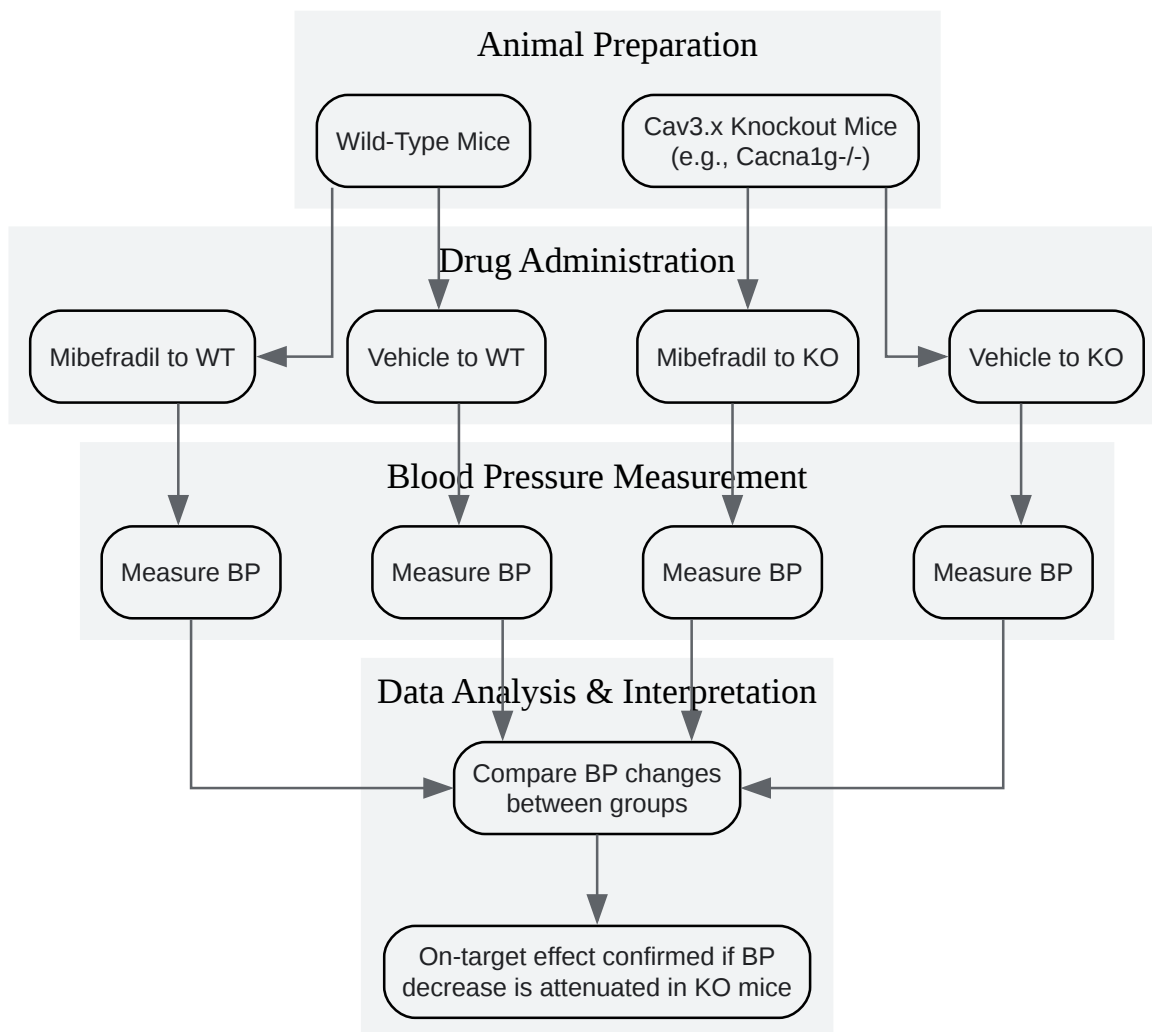 Animal Preparation
Wild-Type Mice
Cav3.x Knockout Mice
(e.g., Cacna1g-/-)
Drug Administration
Mibefradil to WT
Vehicle to WT
Mibefradil to KO
Vehicle to KO
Blood Pressure Measurement
Measure BP
Measure BP
Measure BP
Measure BP
Data Analysis & Interpretation
Compare BP changes
between groups
On-target effect confirmed if BP
decrease is attenuated in KO mice